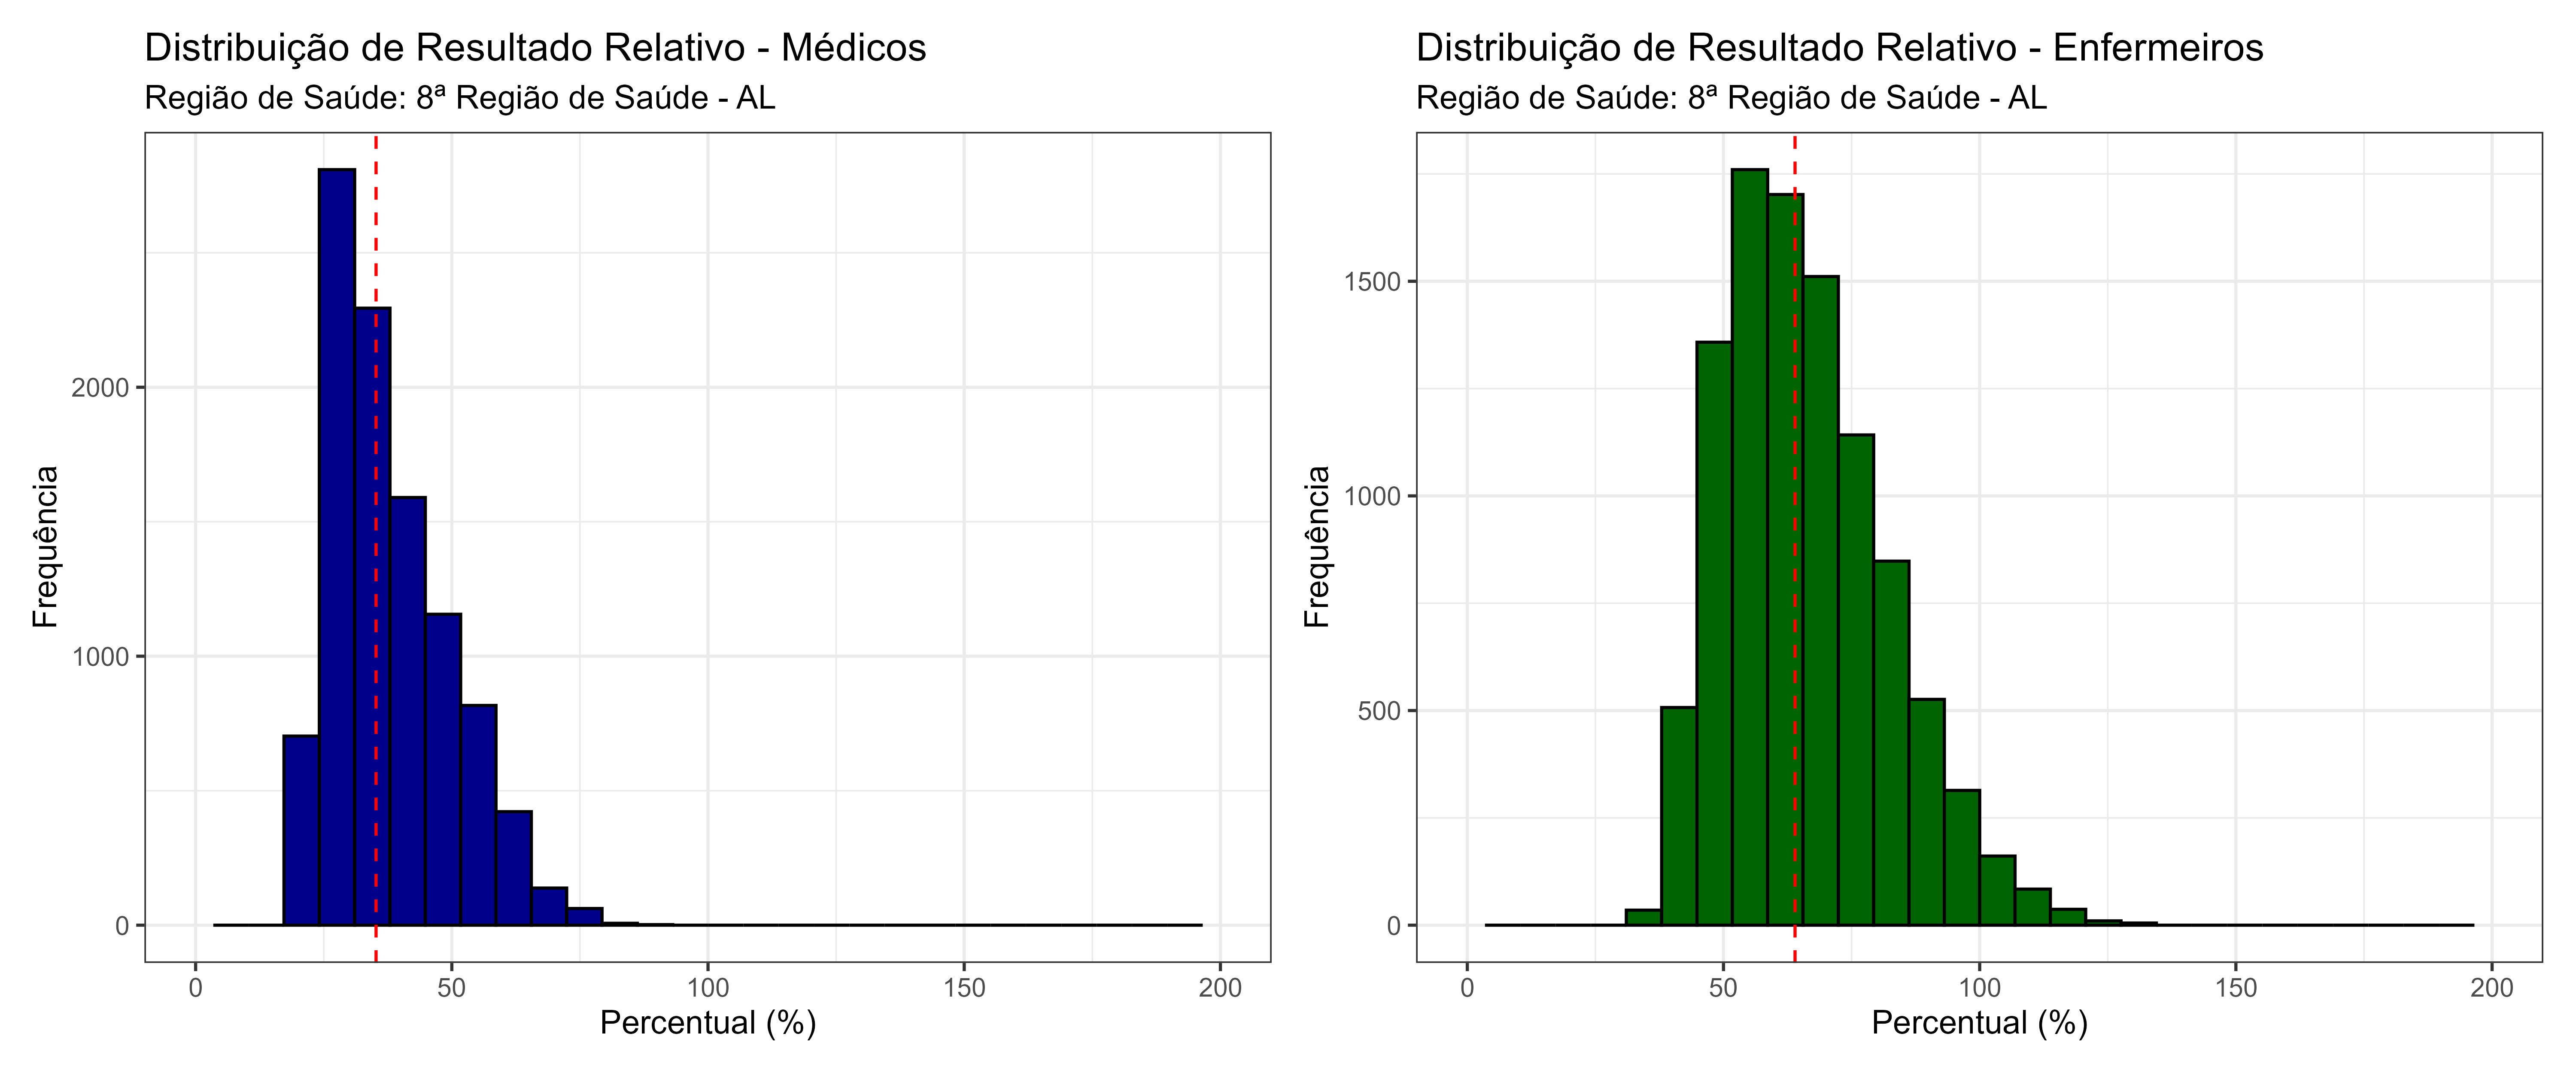 Distribuição de Resultado Relativo - Médicos
Região de Saúde: 8ª Região de Saúde - AL
Frequência
2000
1000
0
0 50 100 150 200
Percentual (%)
Distribuição de Resultado Relativo - Enfermeiros
Região de Saúde: 8ª Região de Saúde - AL
Frequência
1500
1000
500
0
0 50 100 150 200
Percentual (%)